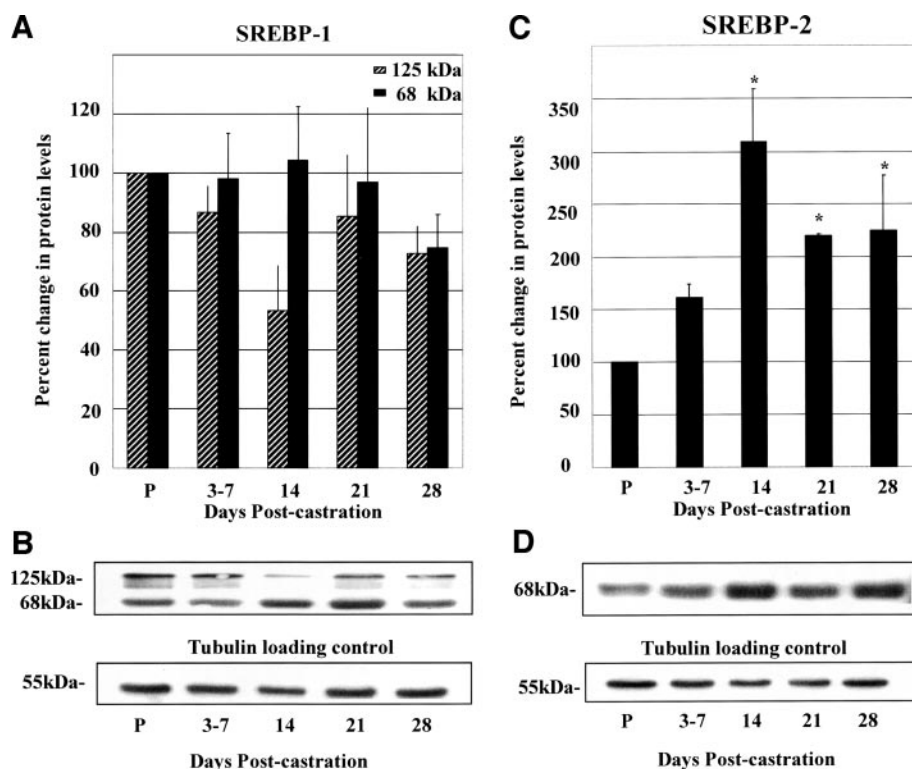 A
SREBP-1
125 kDa
68 kDa
Percent change in protein levels
120
100
80
60
40
20
0
P 3-7 14 21 28
Days Post-castration
C
SREBP-2
Percent change in protein levels
350
300
250
200
150
100
50
0
* * *
P 3-7 14 21 28
Days Post-castration
B
125kDa-
68kDa-
Tubulin loading control
55kDa-
P 3-7 14 21 28
Days Post-castration
D
68kDa-
Tubulin loading control
55kDa-
P 3-7 14 21 28
Days Post-castration